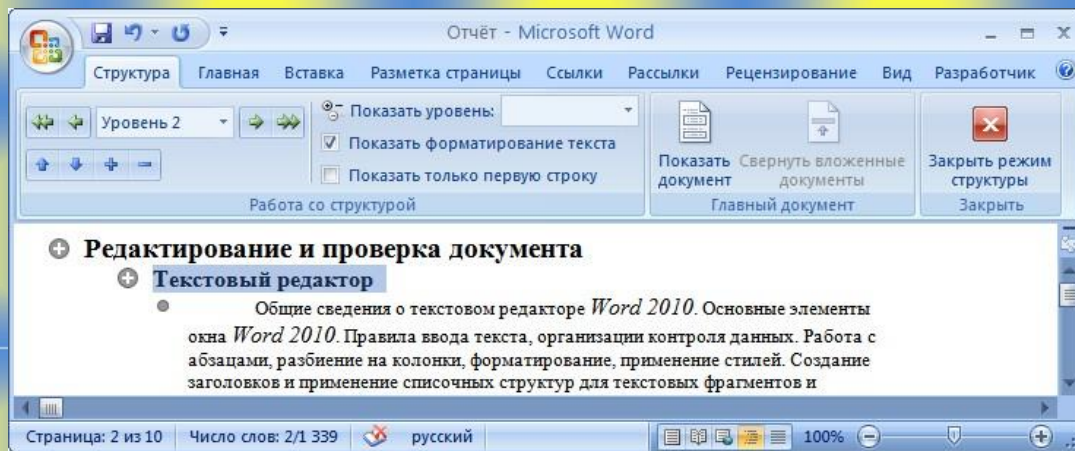 Отчёт - Microsoft Word
Структура Главная Вставка Разметка страницы Ссылки Рассылки Рецензирование Вид Разработчик
Уровень 2
Показать уровень:
Показать форматирование текста
Показать только первую строку
Работа со структурой
Показать документ
Свернуть вложенные документы
Главный документ
Закрыть режим структуры
Закрыть
Редактирование и проверка документа
Текстовый редактор
Общие сведения о текстовом редакторе Word 2010. Основные элементы
окна Word 2010. Правила ввода текста, организации контроля данных. Работа с
абзацами, разбиение на колонки, форматирование, применение стилей. Создание
заголовков и применение списочных структур для текстовых фрагментов и
Страница: 2 из 10 Число слов: 2/1 339 русский 100%